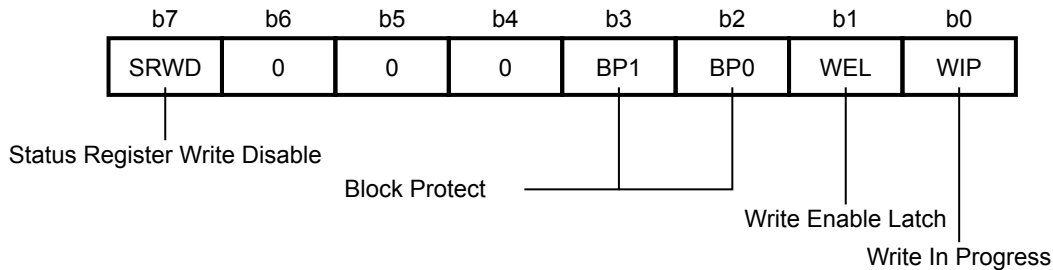 b7 b6 b5 b4 b3 b2 b1 b0
SRWD 0 0 0 BP1 BP0 WEL WIP
Status Register Write Disable
Block Protect
Write Enable Latch
Write In Progress